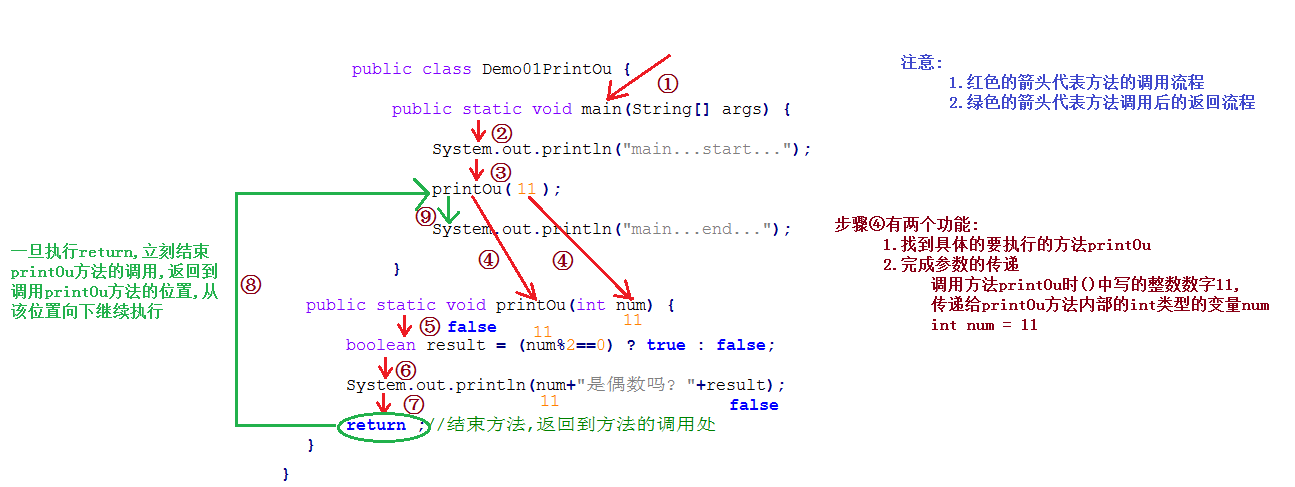 public class Demo01PrintOu {
①
public static void main(String[] args) {
②
System.out.println("main...start...");
③
printOu( 11 );
⑨
System.out.println("main...end...");
④ ④
}
public static void printOu(int num) {
11
⑤ false
11
boolean result = (num%2==0) ? true : false;
⑥
System.out.println(num+"是偶数吗? "+result);
11
false
⑦
return ;//结束方法,返回到方法的调用处
}
}
⑧
一旦执行return,立刻结束
printOu方法的调用,返回到
调用printOu方法的位置,从
该位置向下继续执行
注意:
1.红色的箭头代表方法的调用流程
2.绿色的箭头代表方法调用后的返回流程
步骤④有两个功能:
1.找到具体的要执行的方法printOu
2.完成参数的传递
调用方法printOu时()中写的整数数字11,
传递给printOu方法内部的int类型的变量num
int num = 11